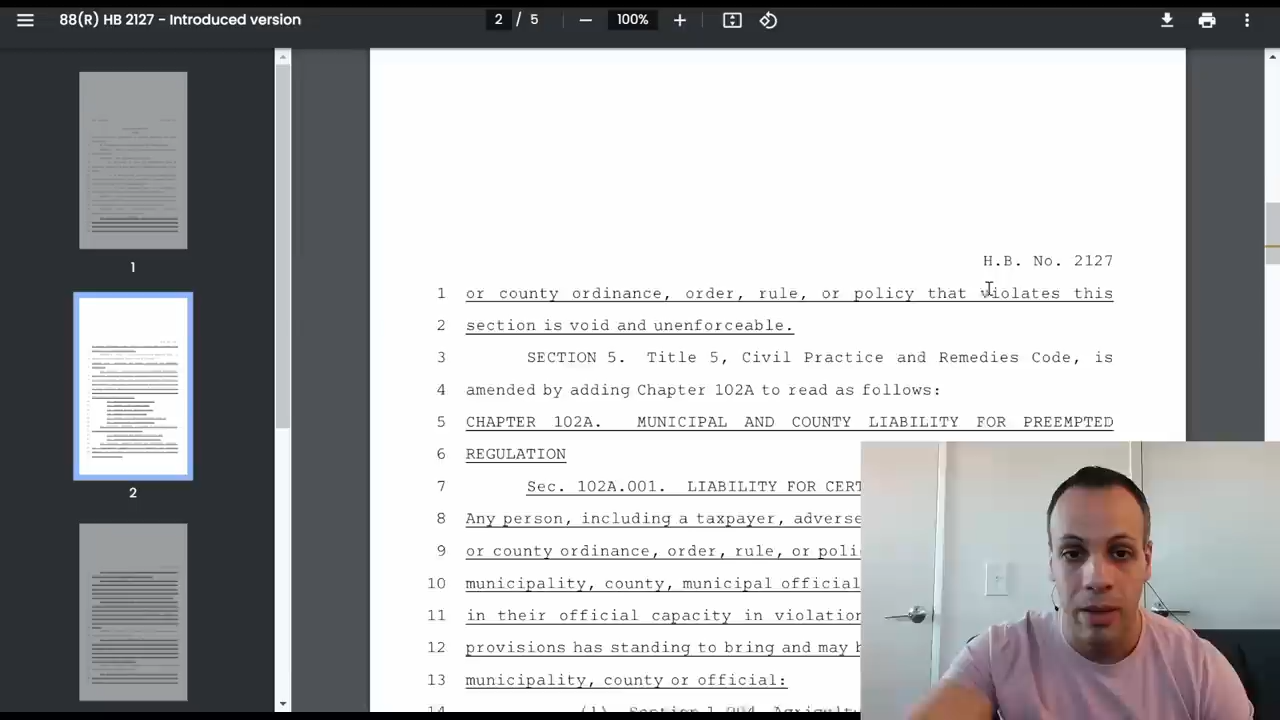 88(R) HB 2127 - Introduced version
2 / 5
100%
1
2
H.B. No. 2127
1 or county ordinance, order, rule, or policy that violates this
2 section is void and unenforceable.
3 SECTION 5. Title 5, Civil Practice and Remedies Code, is
4 amended by adding Chapter 102A to read as follows:
5 CHAPTER 102A. MUNICIPAL AND COUNTY LIABILITY FOR PREEMPTED
6 REGULATION
7 Sec. 102A.001. LIABILITY FOR CERT
8 Any person, including a taxpayer, adverse
9 or county ordinance, order, rule, or poli
10 municipality, county, municipal official
11 in their official capacity in violation
12 provisions has standing to bring and may b
13 municipality, county or official:
14 (1) Section